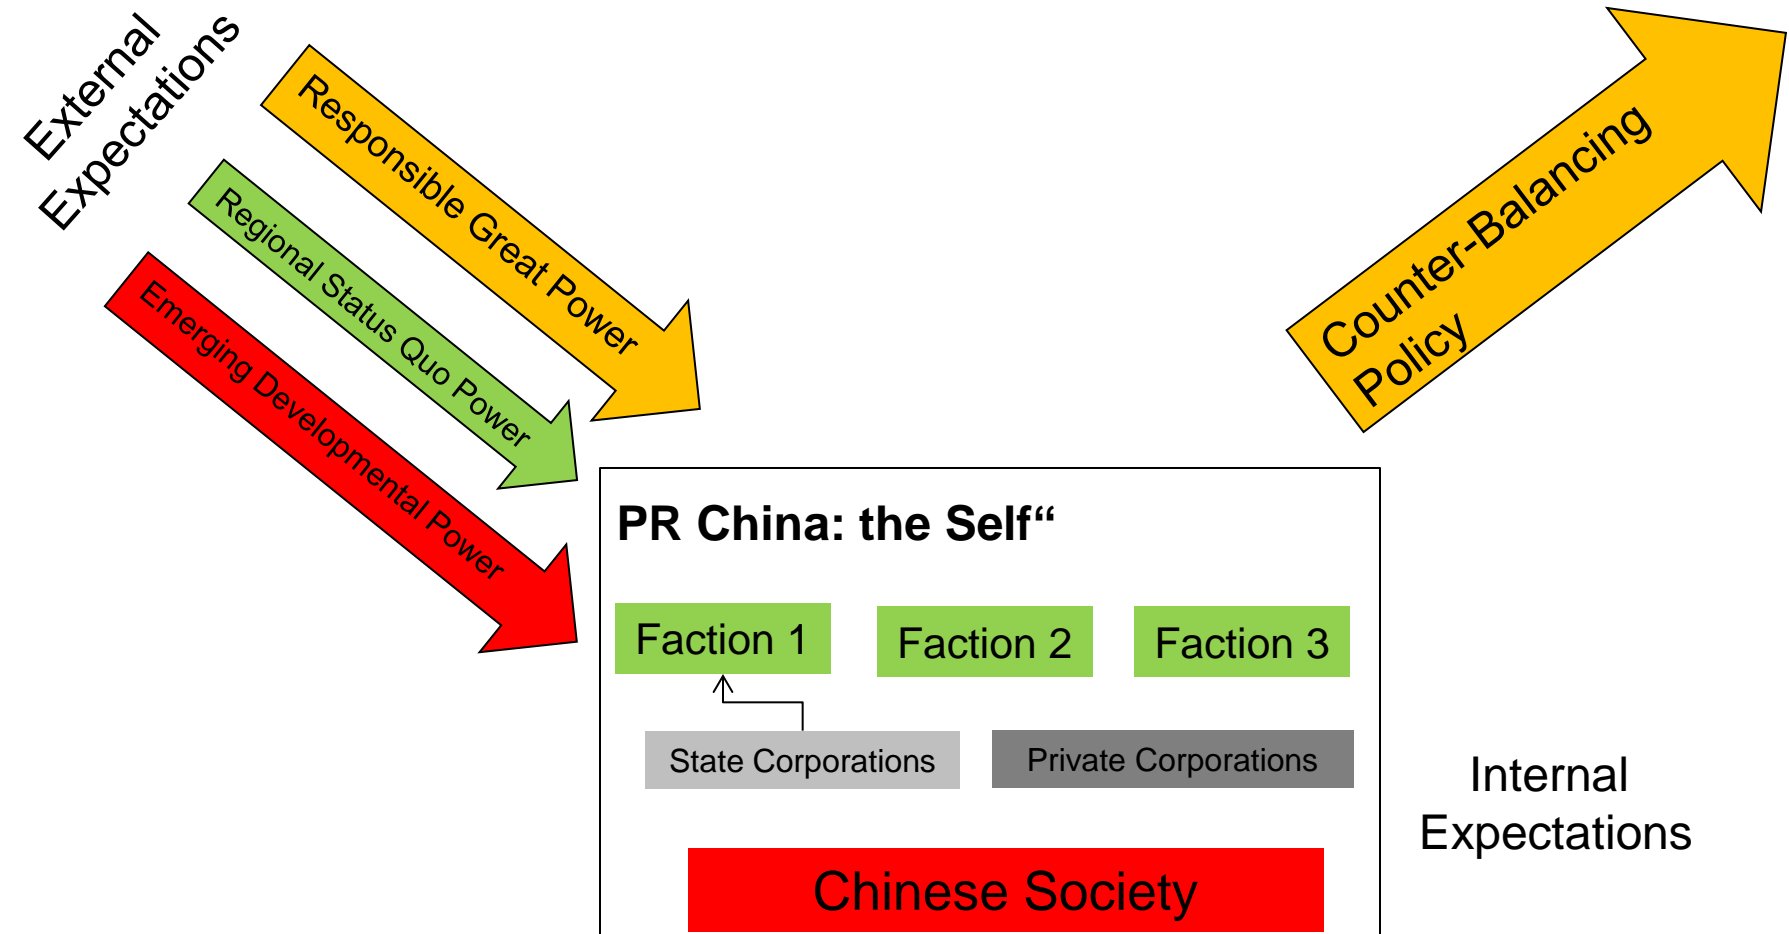 External
Expectations
Responsible Great Power
Regional Status Quo Power
Emerging Developmental Power
Counter-Balancing
Policy
PR China: the Self“
Faction 1
Faction 2
Faction 3
State Corporations
Private Corporations
Internal
Expectations
Chinese Society